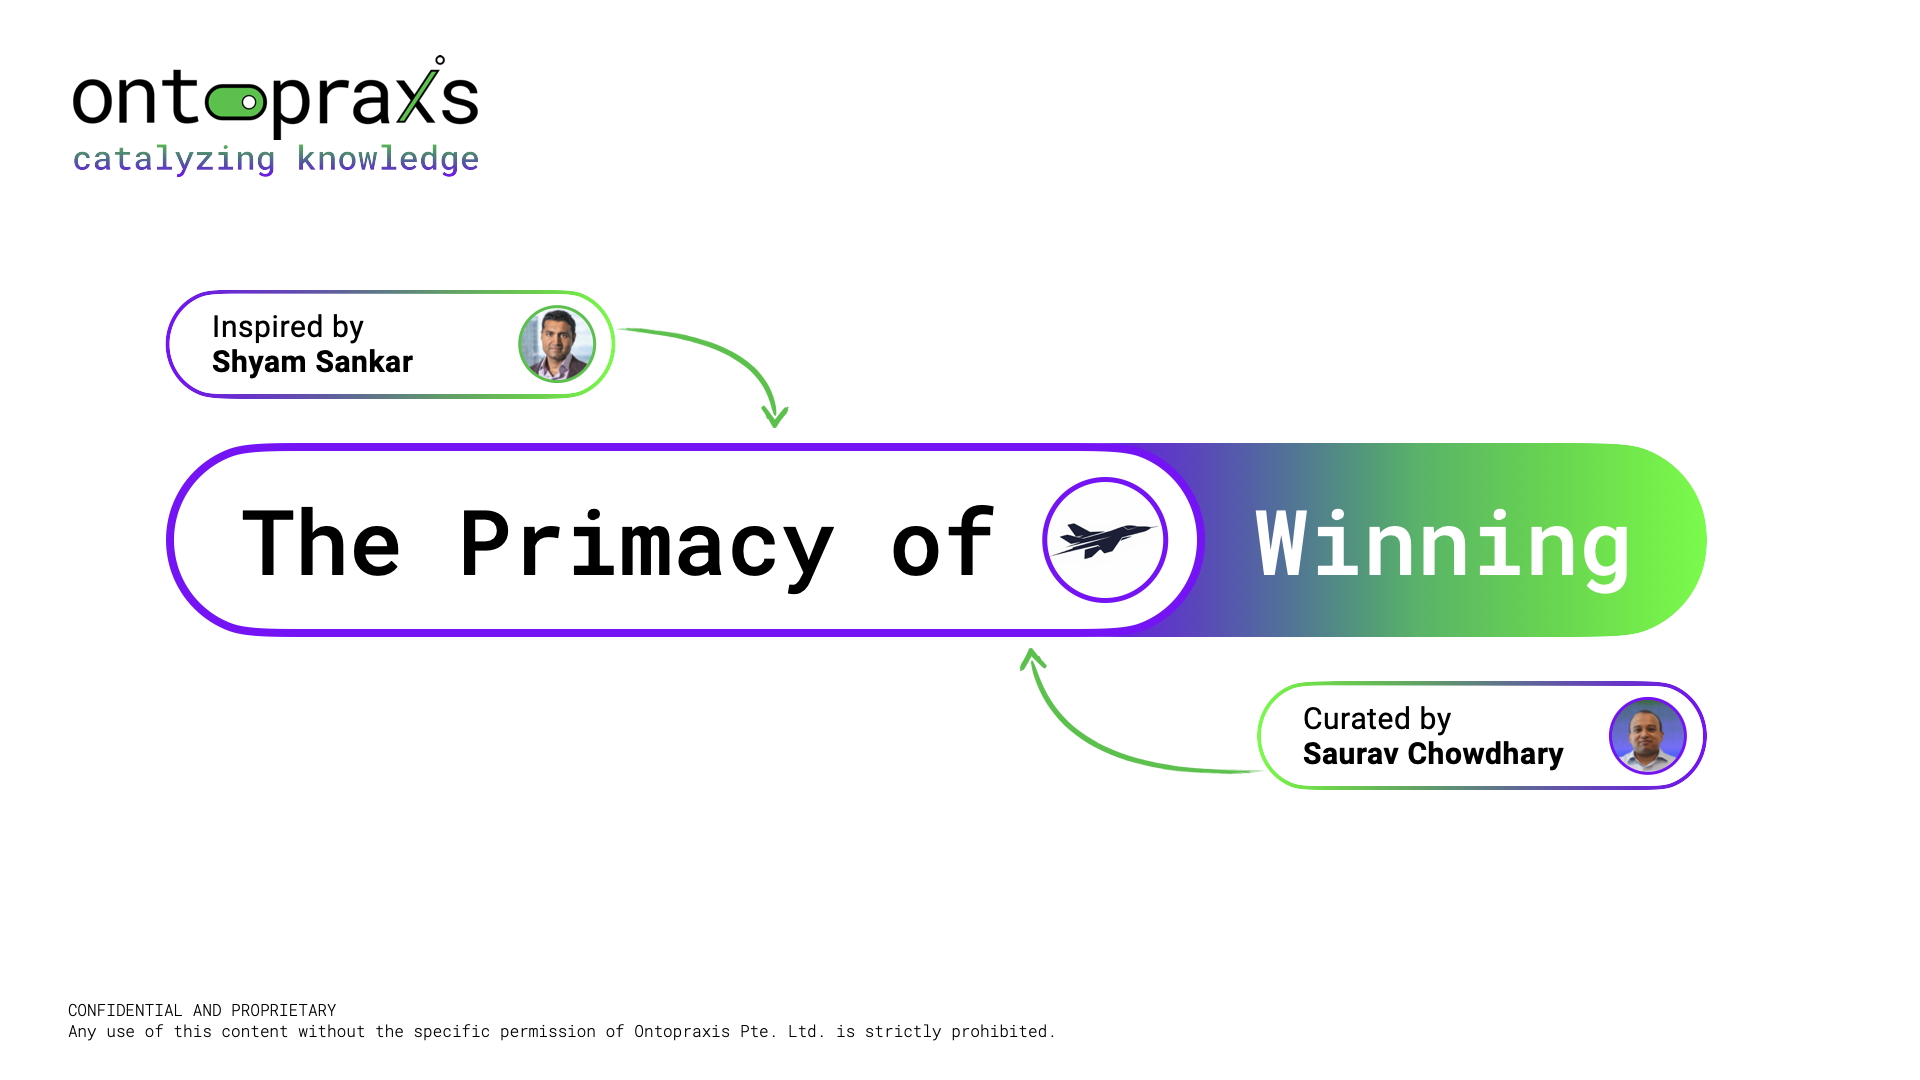 ontopraxis
catalyzing knowledge
Inspired by
Shyam Sankar
The Primacy of Winning
Curated by
Saurav Chowdhary
CONFIDENTIAL AND PROPRIETARY
Any use of this content without the specific permission of Ontopraxis Pte. Ltd. is strictly prohibited.